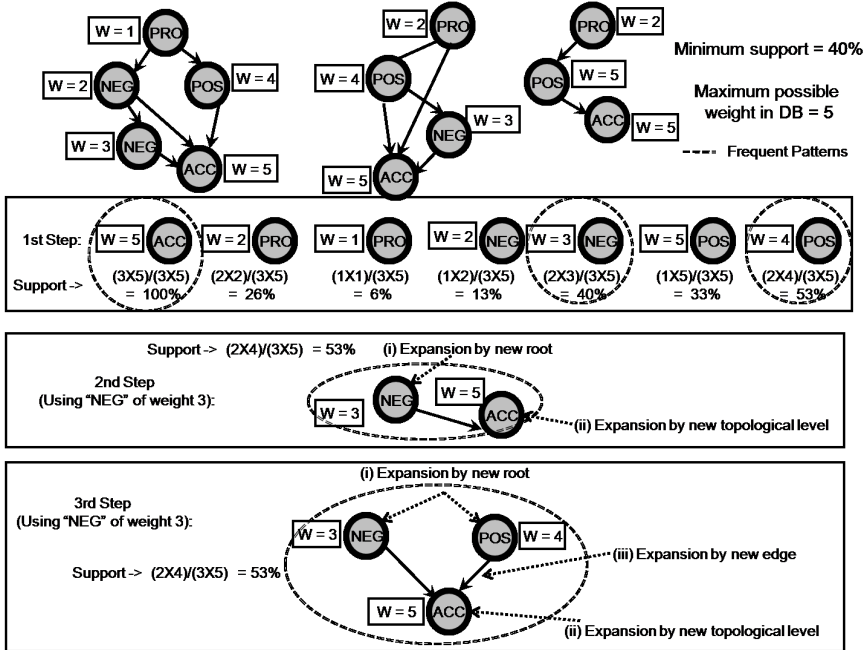 W = 1 PRO
W = 2 PRO
PRO W = 2
Minimum support = 40%
W = 2 NEG POS W = 4
W = 4 POS
POS W = 5
Maximum possible
weight in DB = 5
W = 3 NEG ACC W = 5
NEG W = 3
ACC W = 5
W = 5 ACC
Frequent Patterns
1st Step: W = 5 ACC W = 2 PRO W = 1 PRO W = 2 NEG W = 3 NEG W = 5 POS W = 4 POS
Support -> (3X5)/(3X5) (2X2)/(3X5) (1X1)/(3X5) (1X2)/(3X5) (2X3)/(3X5) (1X5)/(3X5) (2X4)/(3X5)
= 100% = 26% = 6% = 13% = 40% = 33% = 53%
Support -> (2X4)/(3X5) = 53% (i) Expansion by new root
2nd Step
(Using “NEG” of weight 3):
W = 3 NEG W = 5 ACC
(ii) Expansion by new topological level
(i) Expansion by new root
3rd Step
(Using “NEG” of weight 3):
W = 3 NEG POS W = 4
(iii) Expansion by new edge
Support -> (2X4)/(3X5) = 53%
W = 5 ACC
(ii) Expansion by new topological level